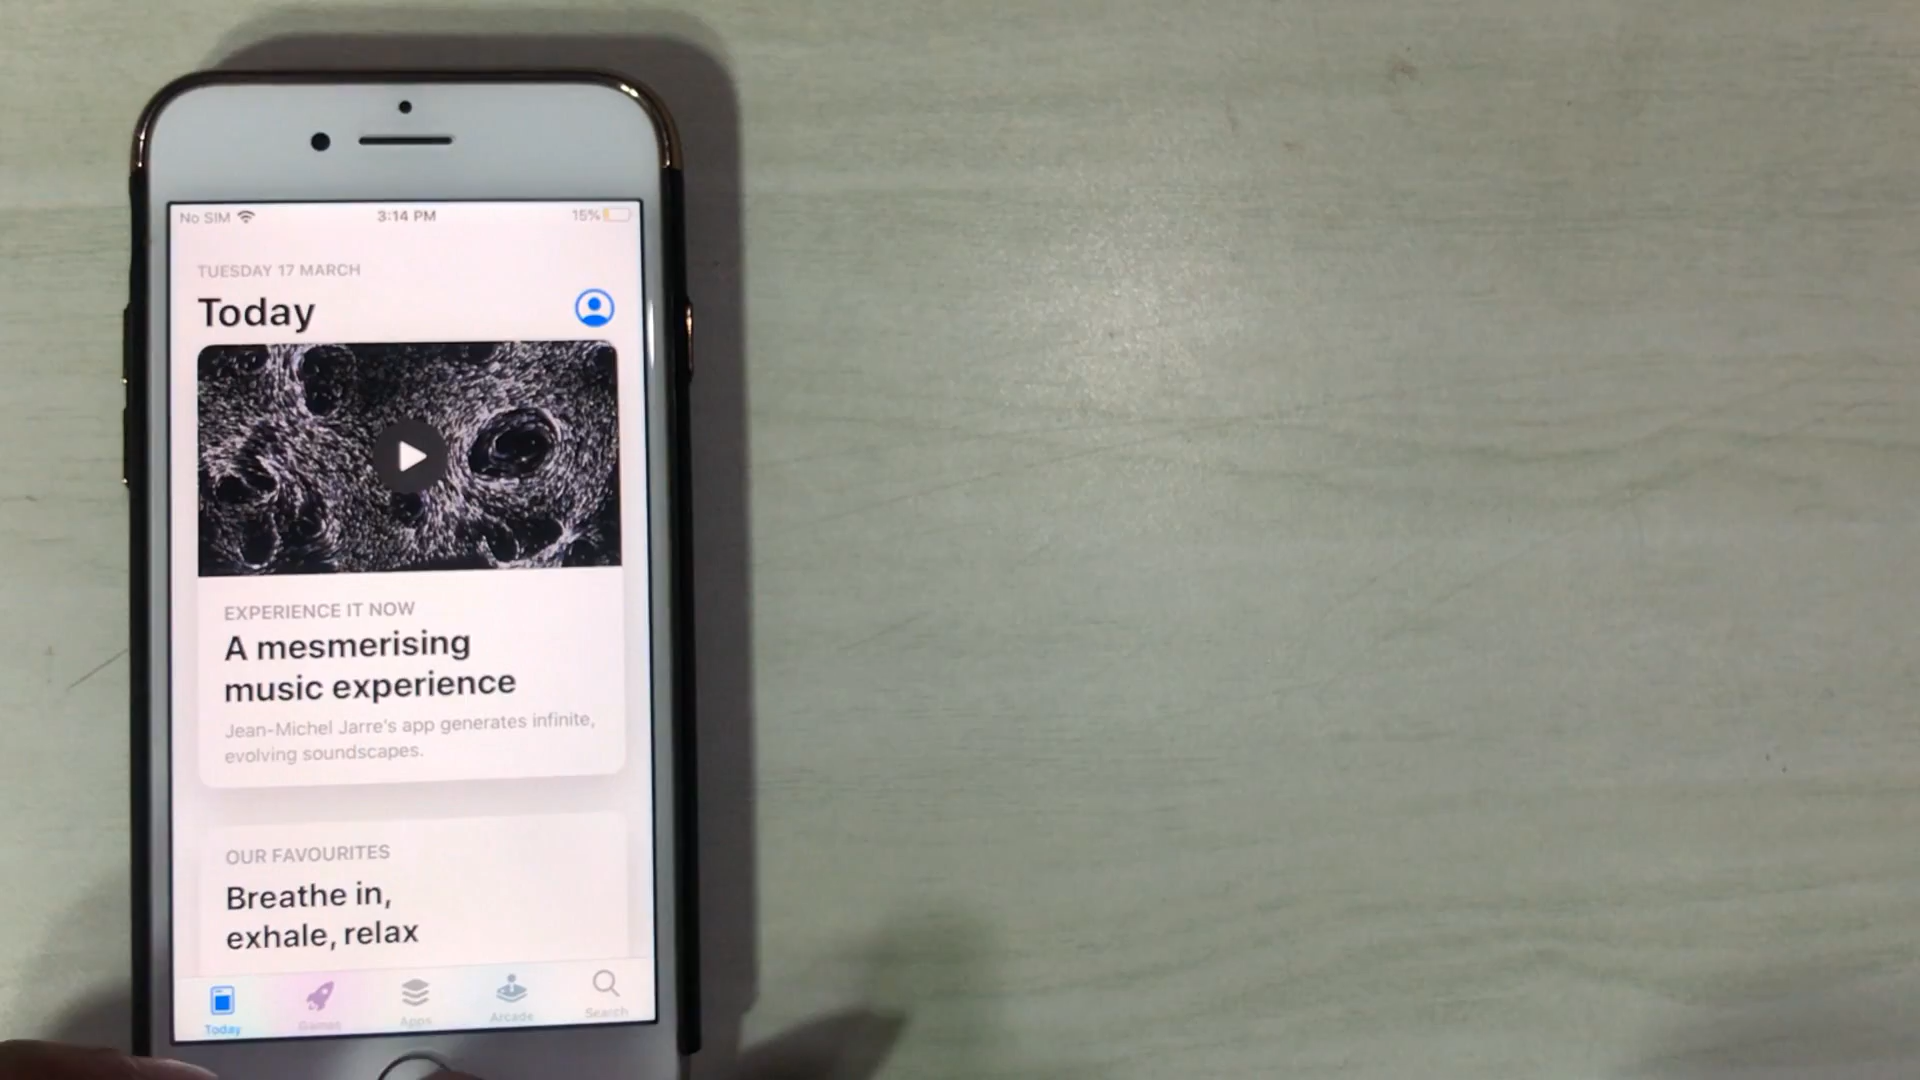 No SIM 3:14 PM 15%
TUESDAY 17 MARCH
Today
EXPERIENCE IT NOW
A mesmerising
music experience
Jean-Michel Jarre's app generates infinite,
evolving soundscapes.
OUR FAVOURITES
Breathe in,
exhale, relax
Today Games Apps Arcade Search